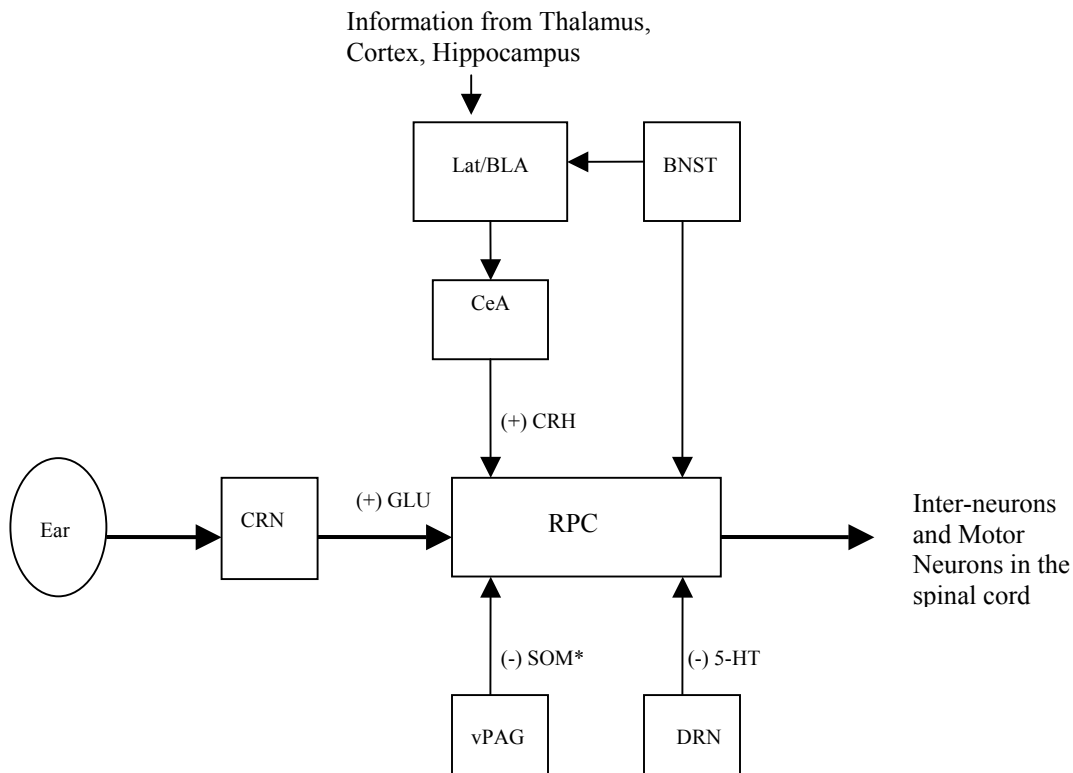 Information from Thalamus,
Cortex, Hippocampus
Lat/BLA
BNST
CeA
(+) CRH
Ear
CRN
(+) GLU
RPC
Inter-neurons
and Motor
Neurons in the
spinal cord
(-) SOM*
(-) 5-HT
vPAG
DRN